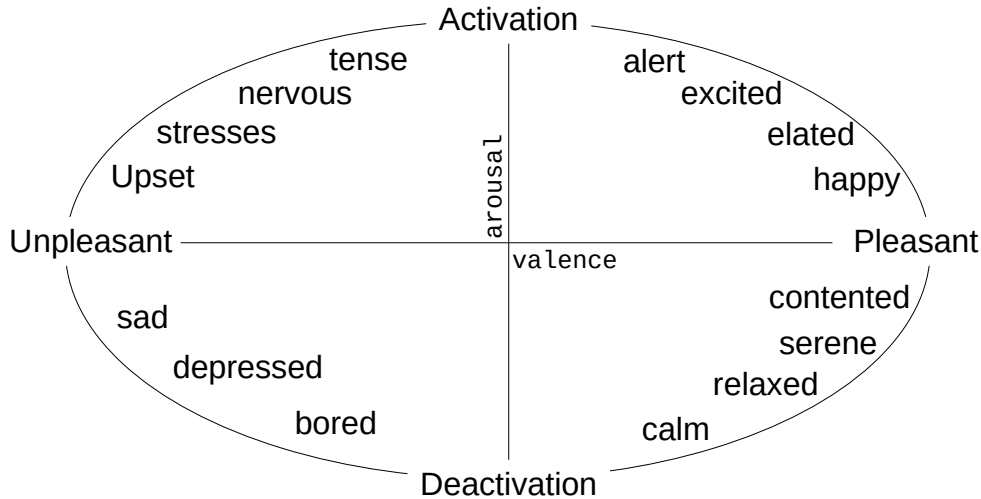 Activation
tense
alert
nervous
excited
stresses
elated
Upset
happy
arousal
Unpleasant
Pleasant
valence
contented
sad
serene
depressed
relaxed
bored
calm
Deactivation